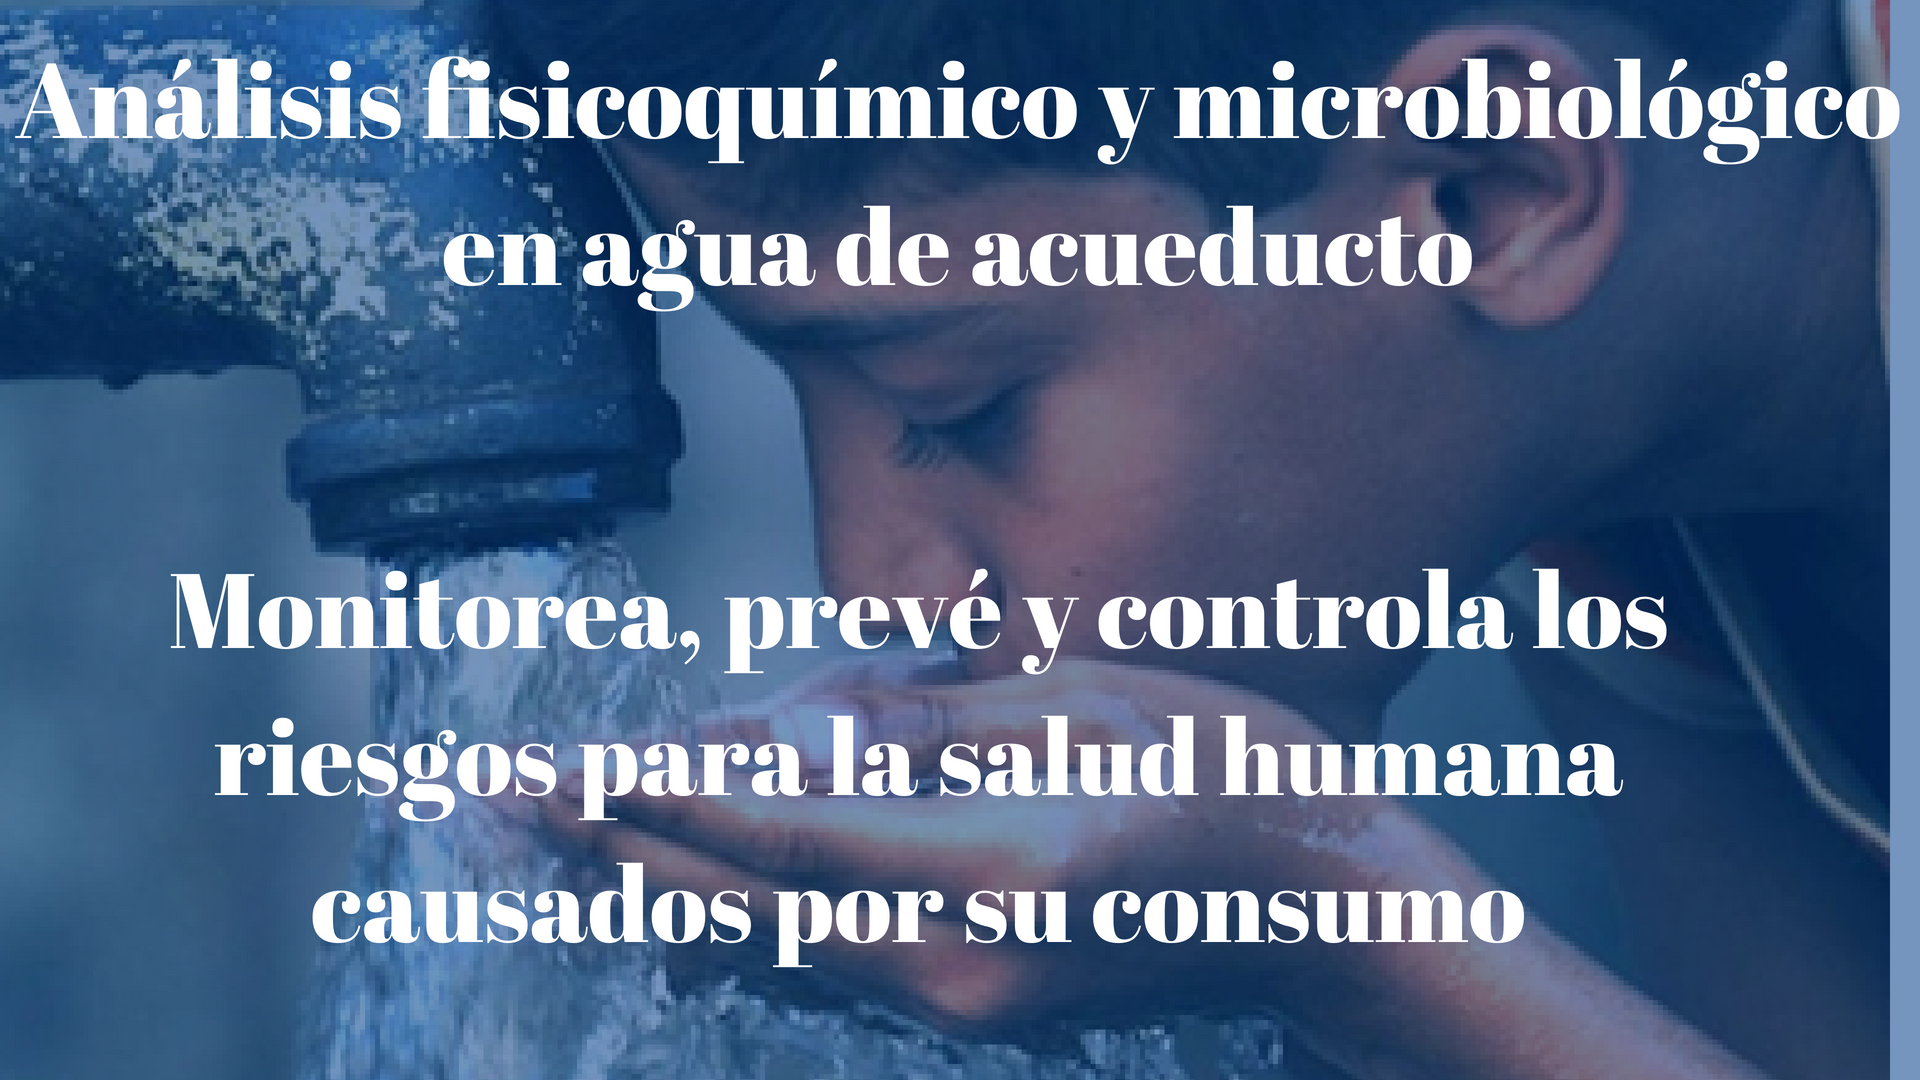 Análisis fisicoquímico y microbiológico
en agua de acueducto
Monitorea, prevé y controla los
riesgos para la salud humana
causados por su consumo